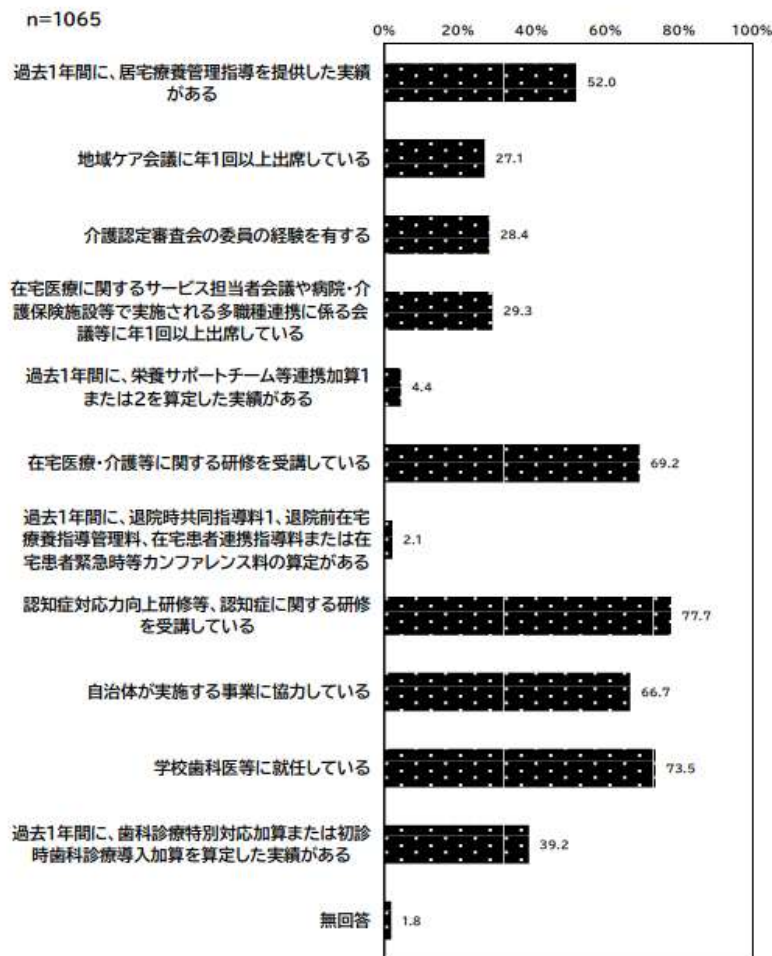 n=1065
0% 20% 40% 60% 80% 100%
過去1年間に、居宅療養管理指導を提供した実績
がある
52.0
地域ケア会議に年1回以上出席している
27.1
介護認定審査会の委員の経験を有する
28.4
在宅医療に関するサービス担当者会議や病院・介
護保険施設等で実施される多職種連携に係る会
議等に年1回以上出席している
29.3
過去1年間に、栄養サポートチーム等連携加算1
または2を算定した実績がある
4.4
在宅医療・介護等に関する研修を受講している
69.2
過去1年間に、退院時共同指導料1、退院前在宅
療養指導管理料、在宅患者連携指導料または在
宅患者緊急時等カンファレンス料の算定がある
2.1
認知症対応力向上研修等、認知症に関する研修
を受講している
77.7
自治体が実施する事業に協力している
66.7
学校歯科医等に就任している
73.5
過去1年間に、歯科診療特別対応加算または初診
時歯科診療導入加算を算定した実績がある
39.2
無回答
1.8